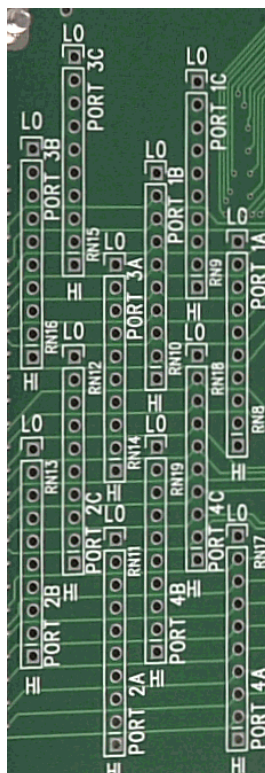 LO
PORT 3C
RN15
HI
LO
PORT 1C
RN9
HI
LO
PORT 3B
RN16
HI
LO
PORT 1B
RN10
HI
LO
PORT 3A
RN14
HI
LO
PORT 1A
RN8
HI
LO
RN12
PORT 2C
HI
LO
RN18
PORT 4C
HI
LO
RN13
PORT 2B
HI
LO
RN19
PORT 4B
HI
LO
RN11
PORT 2A
HI
LO
RN17
PORT 4A
HI